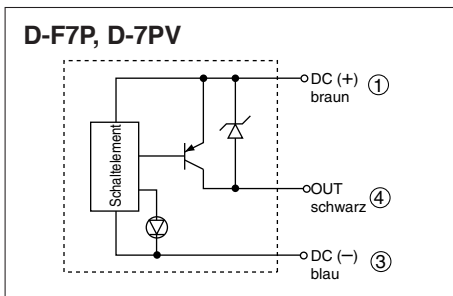 D-F7P, D-7PV
DC (+) ①
braun
Schaltelement
OUT
schwarz ④
DC (−) ③
blau